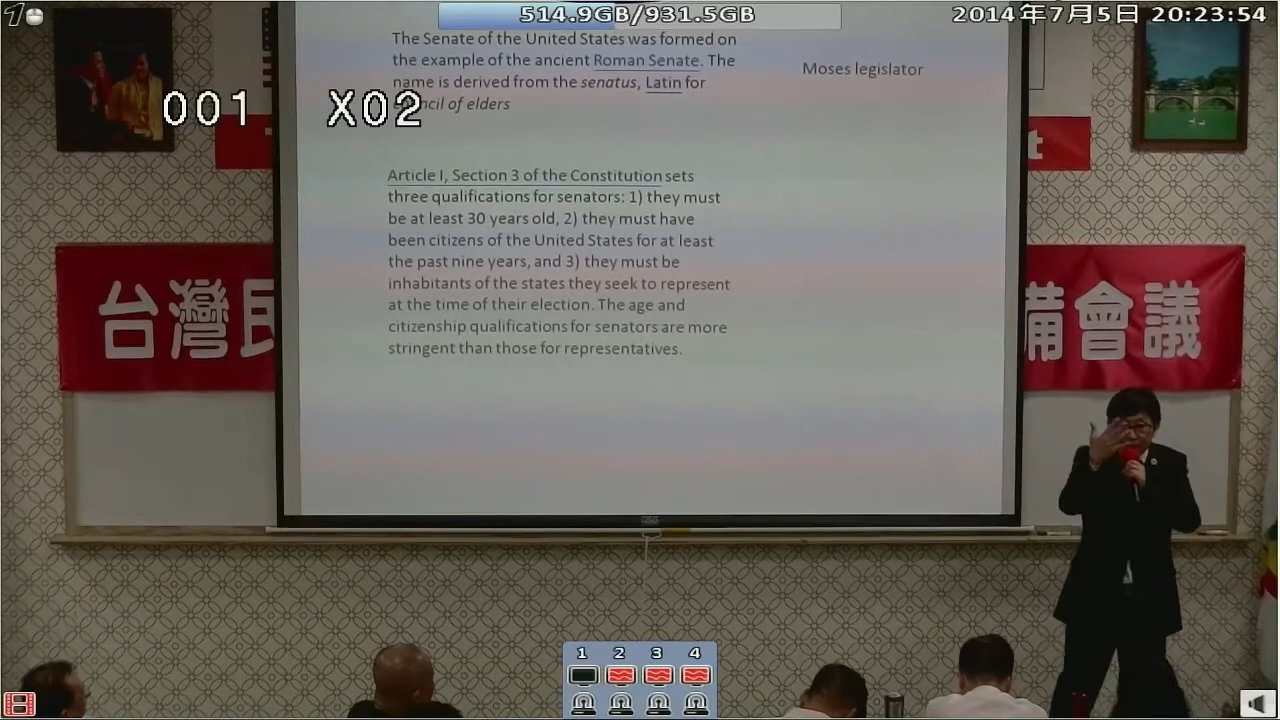 514.9GB/931.5GB
2014年7月5日 20:23:54
001 X02
The Senate of the United States was formed on
the example of the ancient Roman Senate. The
name is derived from the senatus, Latin for
of elders
Moses legislator
t
Article I, Section 3 of the Constitution sets
three qualifications for senators: 1) they must
be at least 30 years old, 2) they must have
been citizens of the United States for at least
the past nine years, and 3) they must be
inhabitants of the states they seek to represent
at the time of their election. The age and
citizenship qualifications for senators are more
stringent than those for representatives.
台灣民
備會議
1 2 3 4